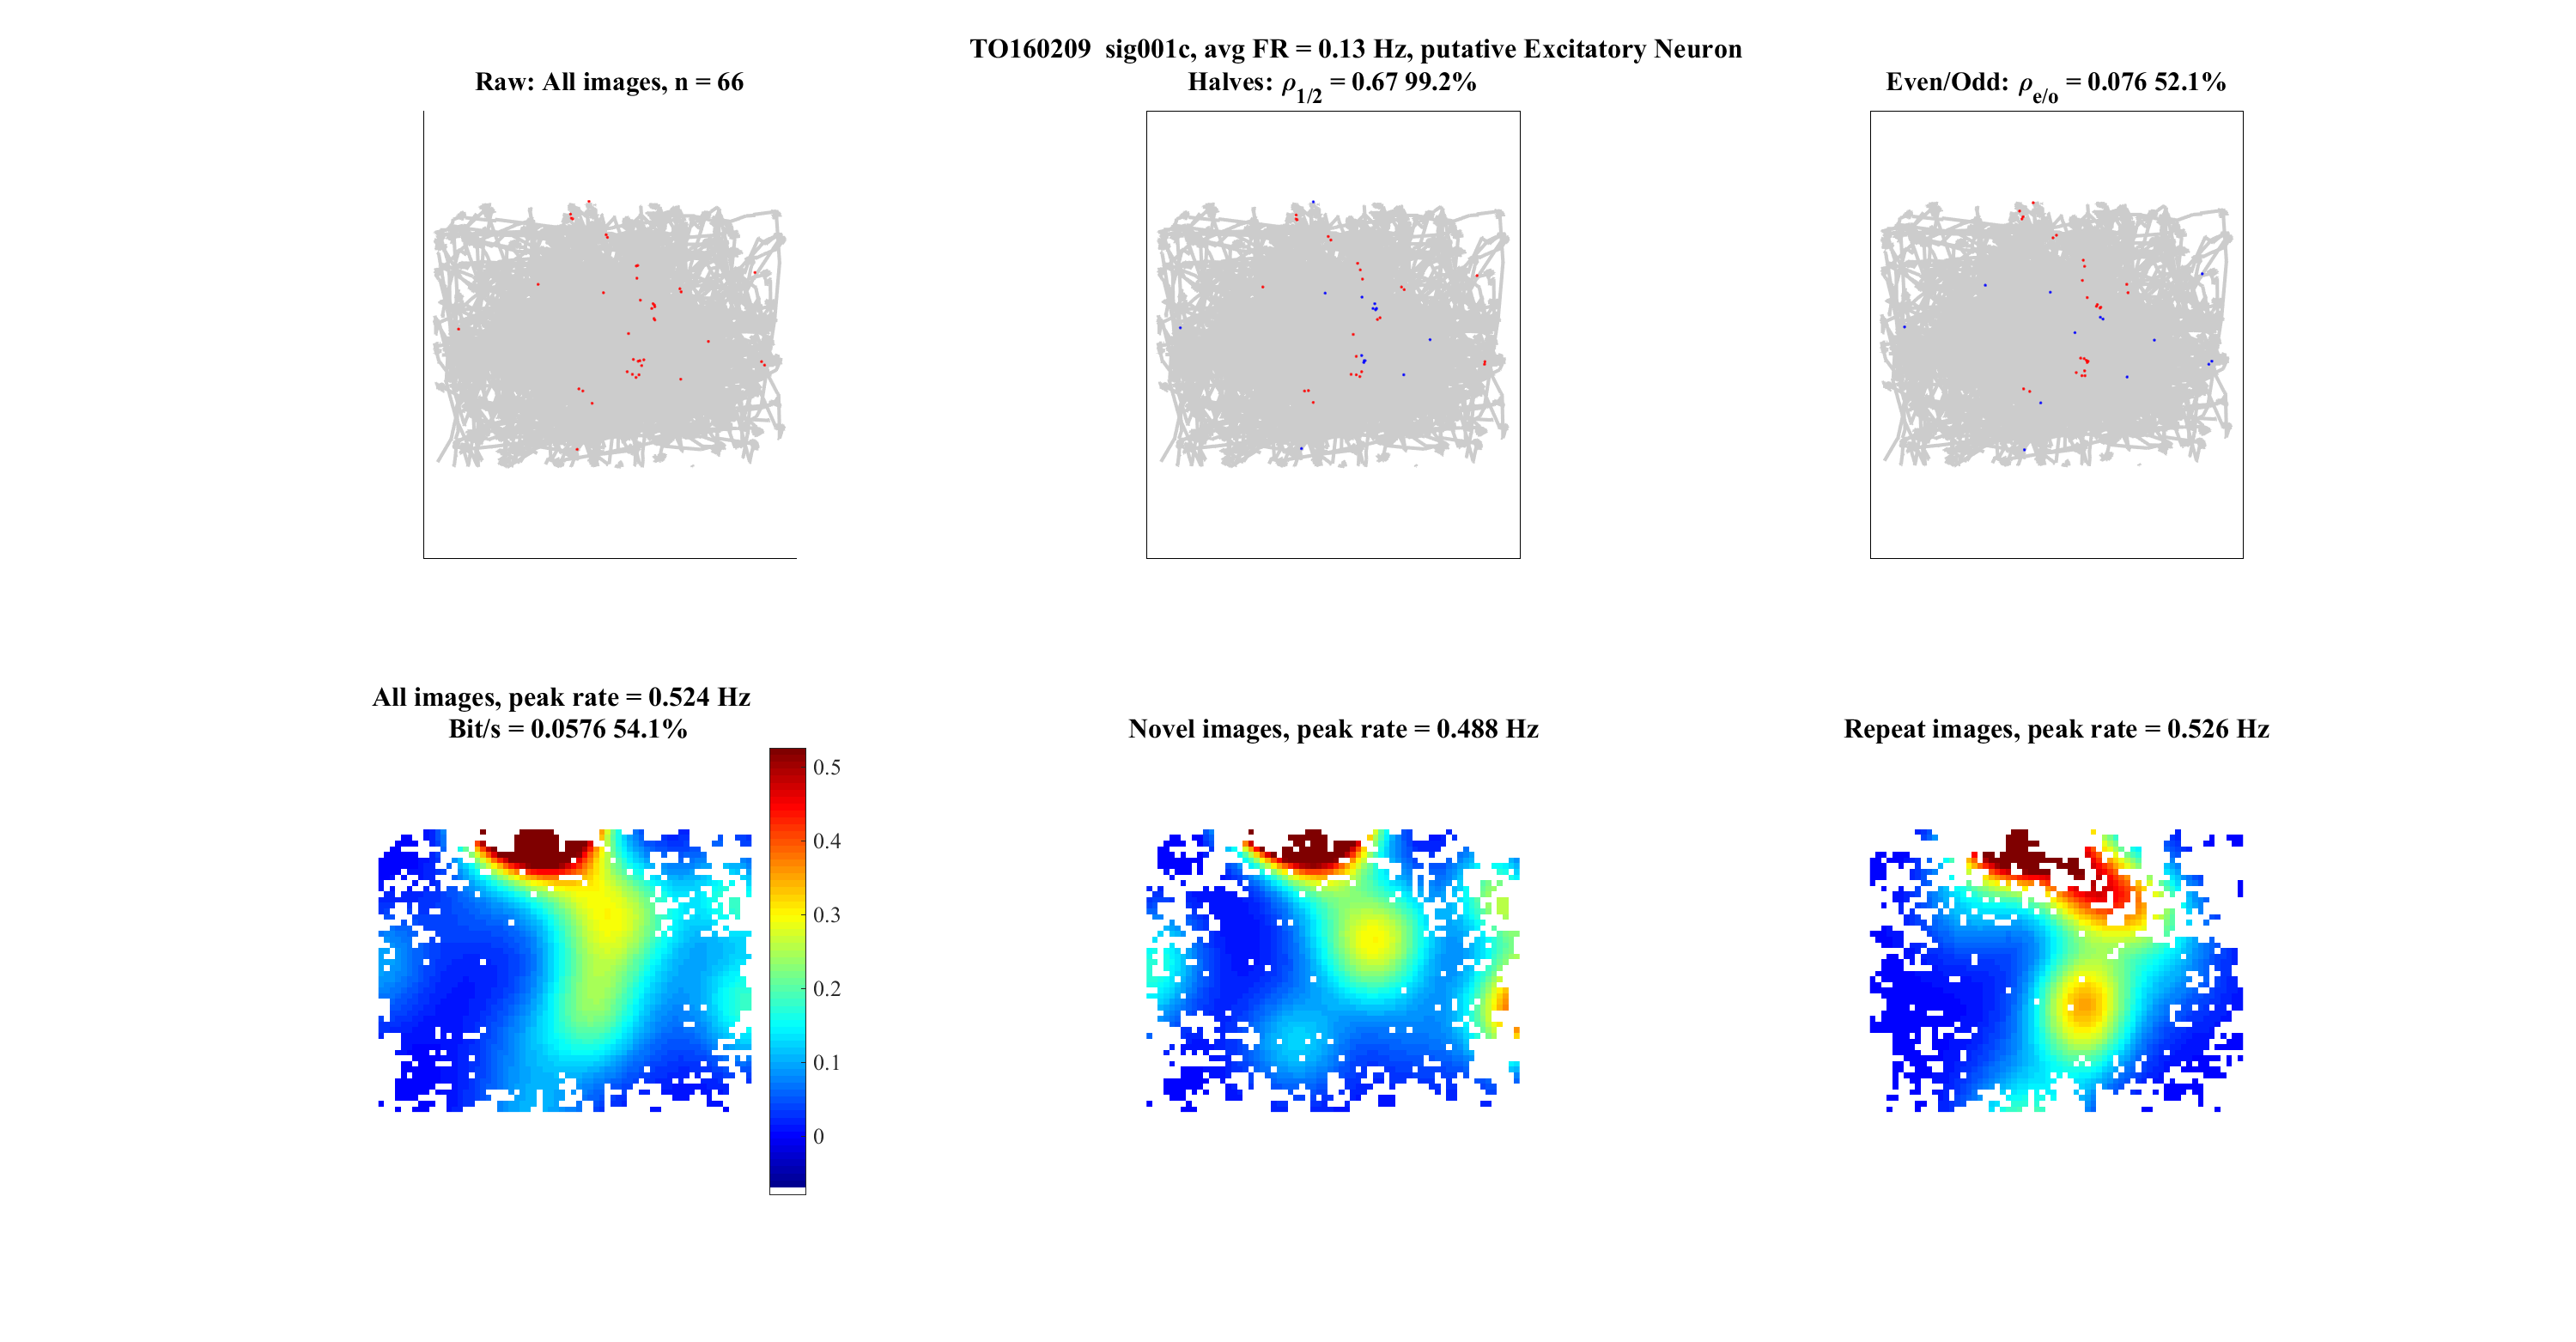 TO160209  sig001c, avg FR = 0.13 Hz, putative Excitatory Neuron
Raw: All images, n = 66
Halves: ρ1/2 = 0.67 99.2%
Even/Odd: ρe/o = 0.076 52.1%
All images, peak rate = 0.524 Hz
Bit/s = 0.0576 54.1%
Novel images, peak rate = 0.488 Hz
Repeat images, peak rate = 0.526 Hz
0.5
0.4
0.3
0.2
0.1
0